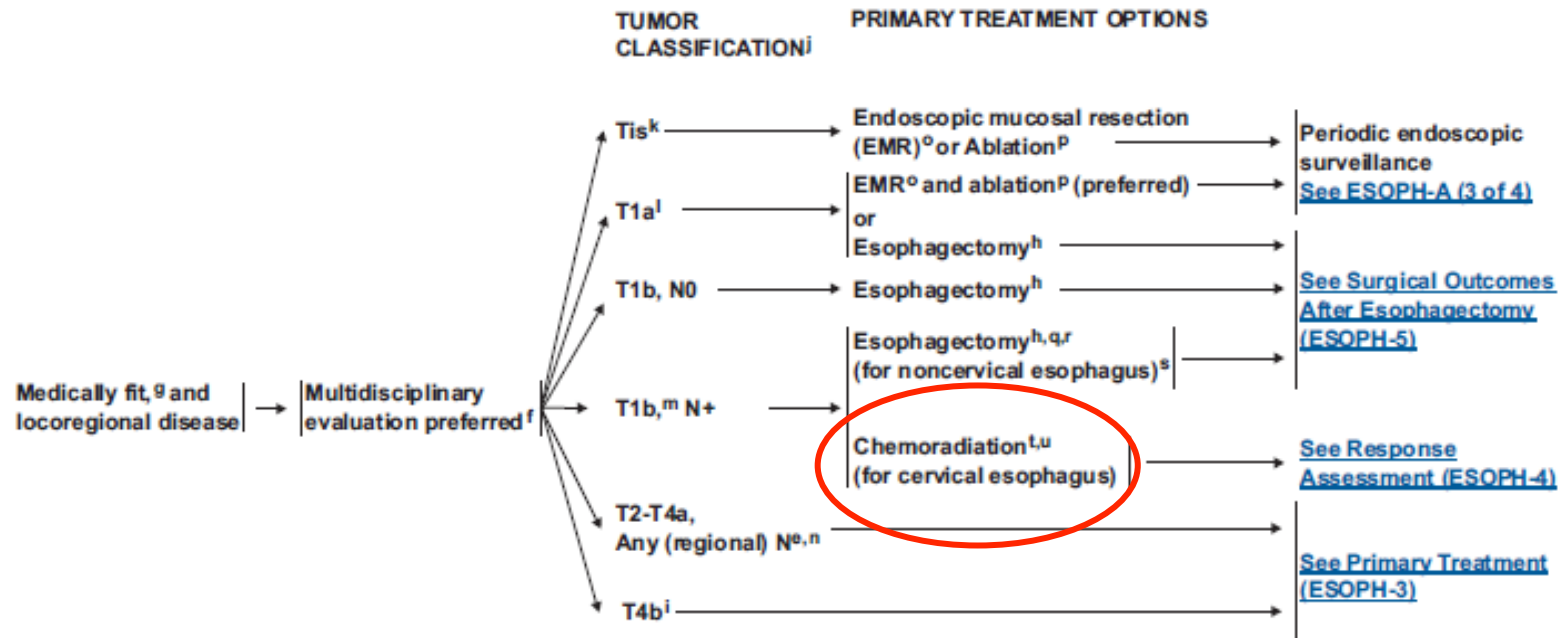 TUMOR
CLASSIFICATIONj
PRIMARY TREATMENT OPTIONS
Medically fit,g and
locoregional disease
Multidisciplinary
evaluation preferredf
Tisk
Endoscopic mucosal resection
(EMR)o or Ablationp
Periodic endoscopic
surveillance
See ESOPH-A (3 of 4)
T1al
EMRo and ablationp (preferred)
or
Esophagectomyh
T1b, N0
Esophagectomyh
See Surgical Outcomes
After Esophagectomy
(ESOPH-5)
T1b,m N+
Esophagectomyh,q,r
(for noncervical esophagus)s
Chemoradiationt,u
(for cervical esophagus)
See Response
Assessment (ESOPH-4)
T2-T4a,
Any (regional) Ne,n
See Primary Treatment
(ESOPH-3)
T4bi